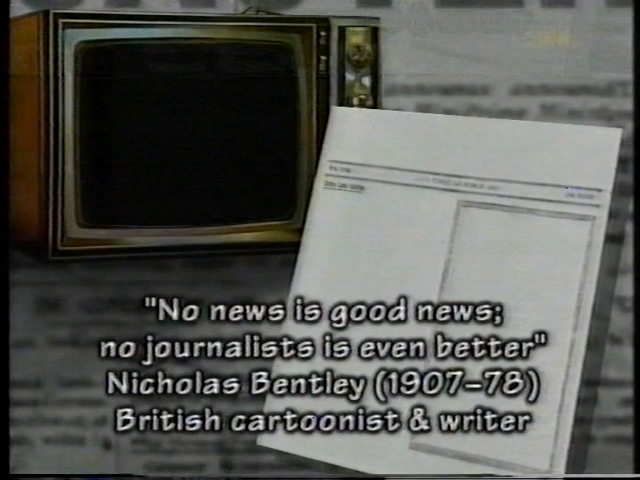 "No news is good news;
no journalists is even better"
Nicholas Bentley (1907–78)
British cartoonist & writer